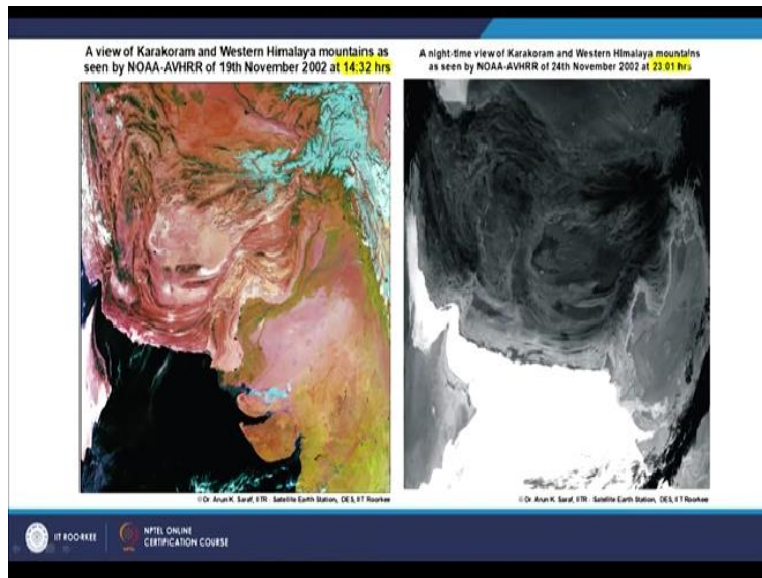 A view of Karakoram and Western Himalaya mountains as
seen by NOAA-AVHRR of 19th November 2002 at 14:32 hrs
A night-time view of Karakoram and Western Himalaya mountains
as seen by NOAA-AVHRR of 24th November 2002 at 23:01 hrs
© Dr. Arun K. Saraf, IITR - Satellite Earth Station, DES, IIT Roorkee
© Dr. Arun K. Saraf, IITR - Satellite Earth Station, DES, IIT Roorkee
IIT ROORKEE
NPTEL ONLINE
CERTIFICATION COURSE